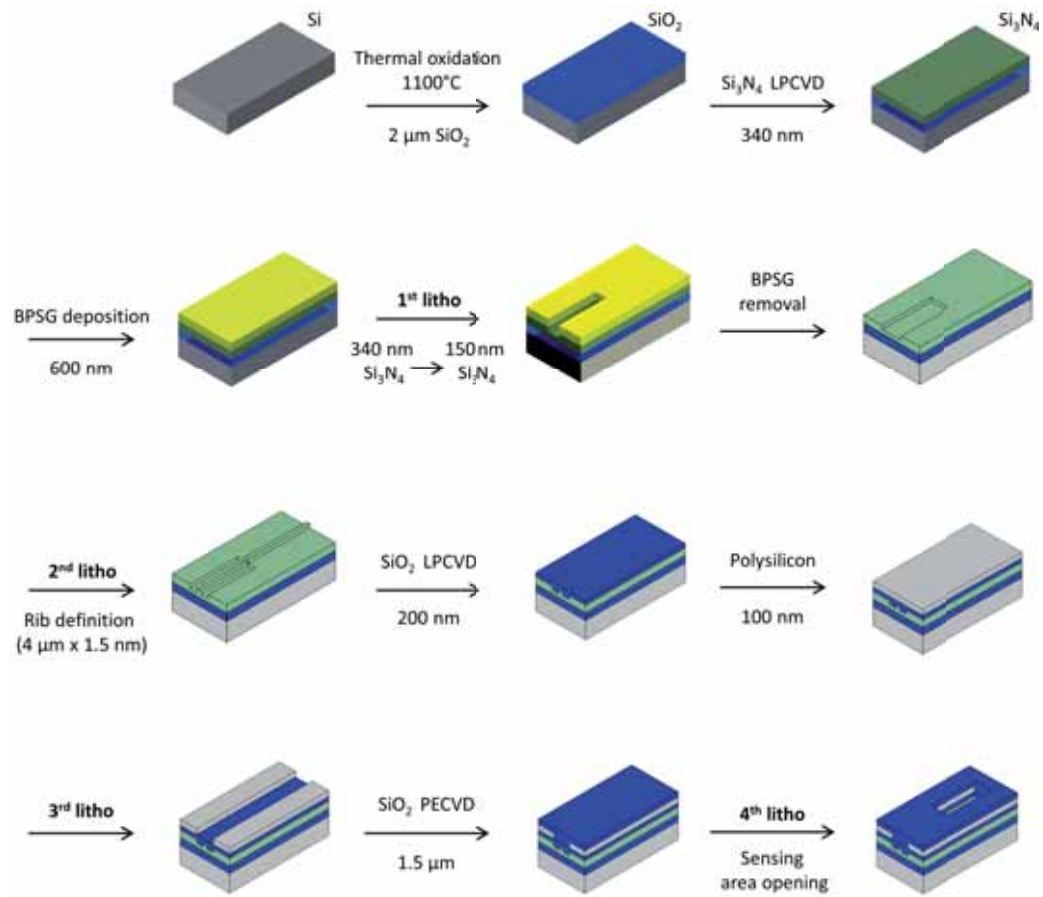 Si
Thermal oxidation
1100°C
2 μm SiO₂
SiO₂
Si₃N₄ LPCVD
340 nm
Si₃N₄
BPSG deposition
600 nm
1ˢᵗ litho
340 nm → 150 nm
Si₃N₄ Si₃N₄
BPSG
removal
2ⁿᵈ litho
Rib definition
(4 μm x 1.5 nm)
SiO₂ LPCVD
200 nm
Polysilicon
100 nm
3ʳᵈ litho
SiO₂ PECVD
1.5 μm
4ᵗʰ litho
Sensing
area opening